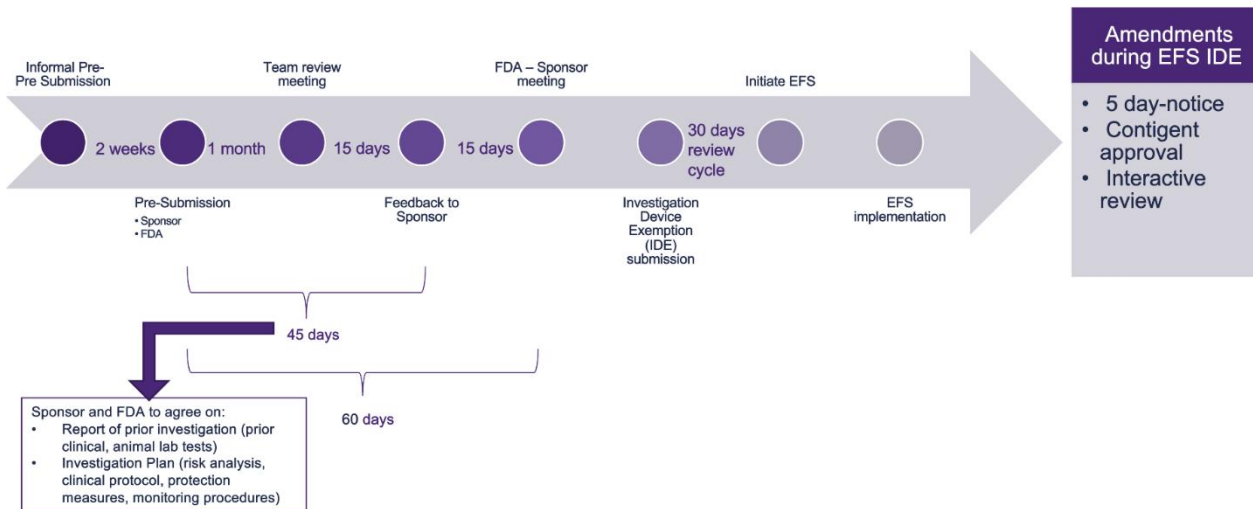 Informal Pre-
Pre Submission
Team review
meeting
FDA – Sponsor
meeting
Initiate EFS
2 weeks
1 month
15 days
15 days
30 days
review
cycle
Pre-Submission
• Sponsor
• FDA
Feedback to
Sponsor
Investigation
Device
Exemption
(IDE)
submission
EFS
implementation
45 days
60 days
Sponsor and FDA to agree on:
• Report of prior investigation (prior
clinical, animal lab tests)
• Investigation Plan (risk analysis,
clinical protocol, protection
measures, monitoring procedures)
Amendments
during EFS IDE
• 5 day-notice
• Contigent
approval
• Interactive
review